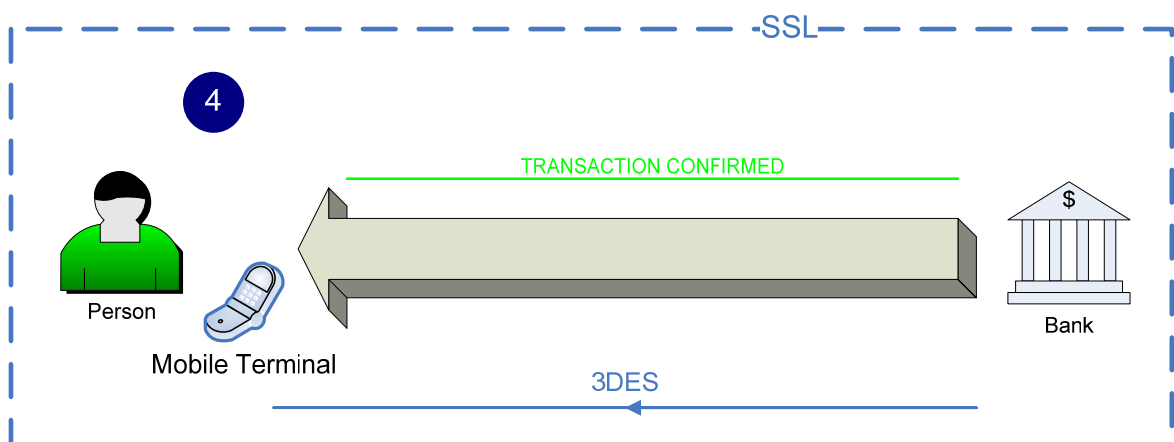 SSL
4
TRANSACTION CONFIRMED
$
Person
Bank
Mobile Terminal
3DES